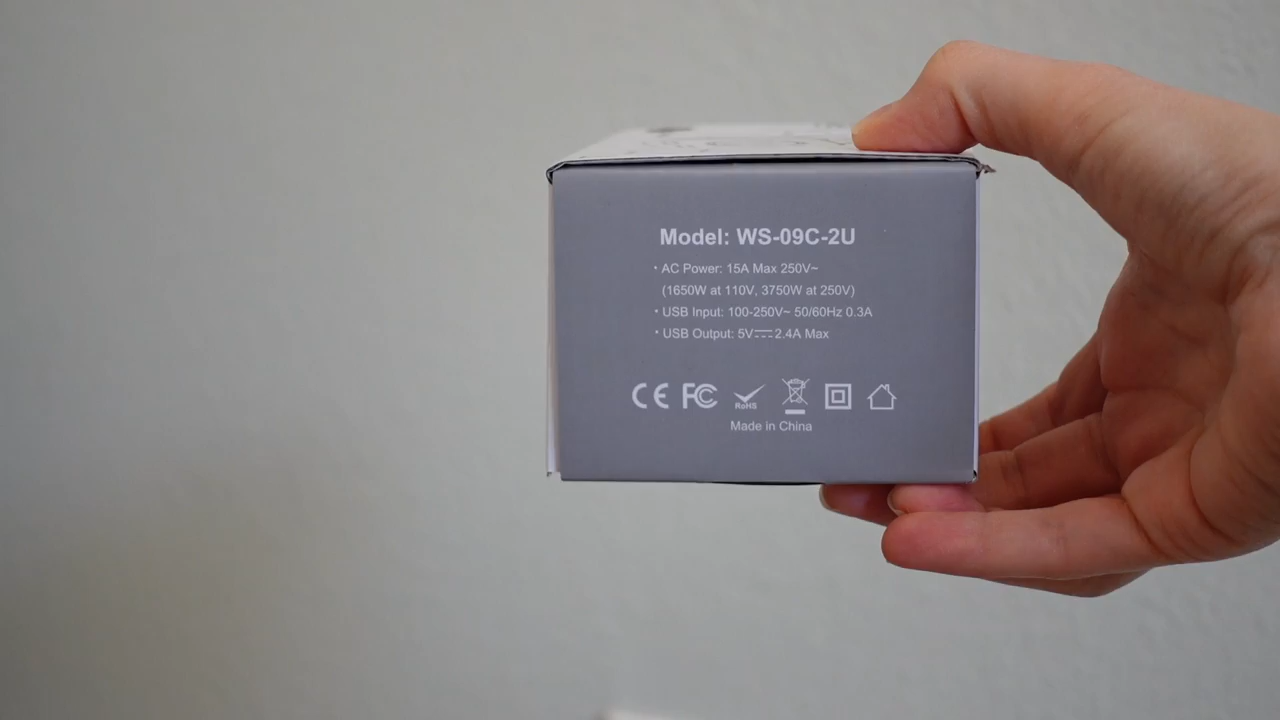 Model: WS-09C-2U
· AC Power: 15A Max 250V~
(1650W at 110V, 3750W at 250V)
· USB Input: 100-250V~ 50/60Hz 0.3A
· USB Output: 5V⎓2.4A Max
CE FC RoHS
Made in China